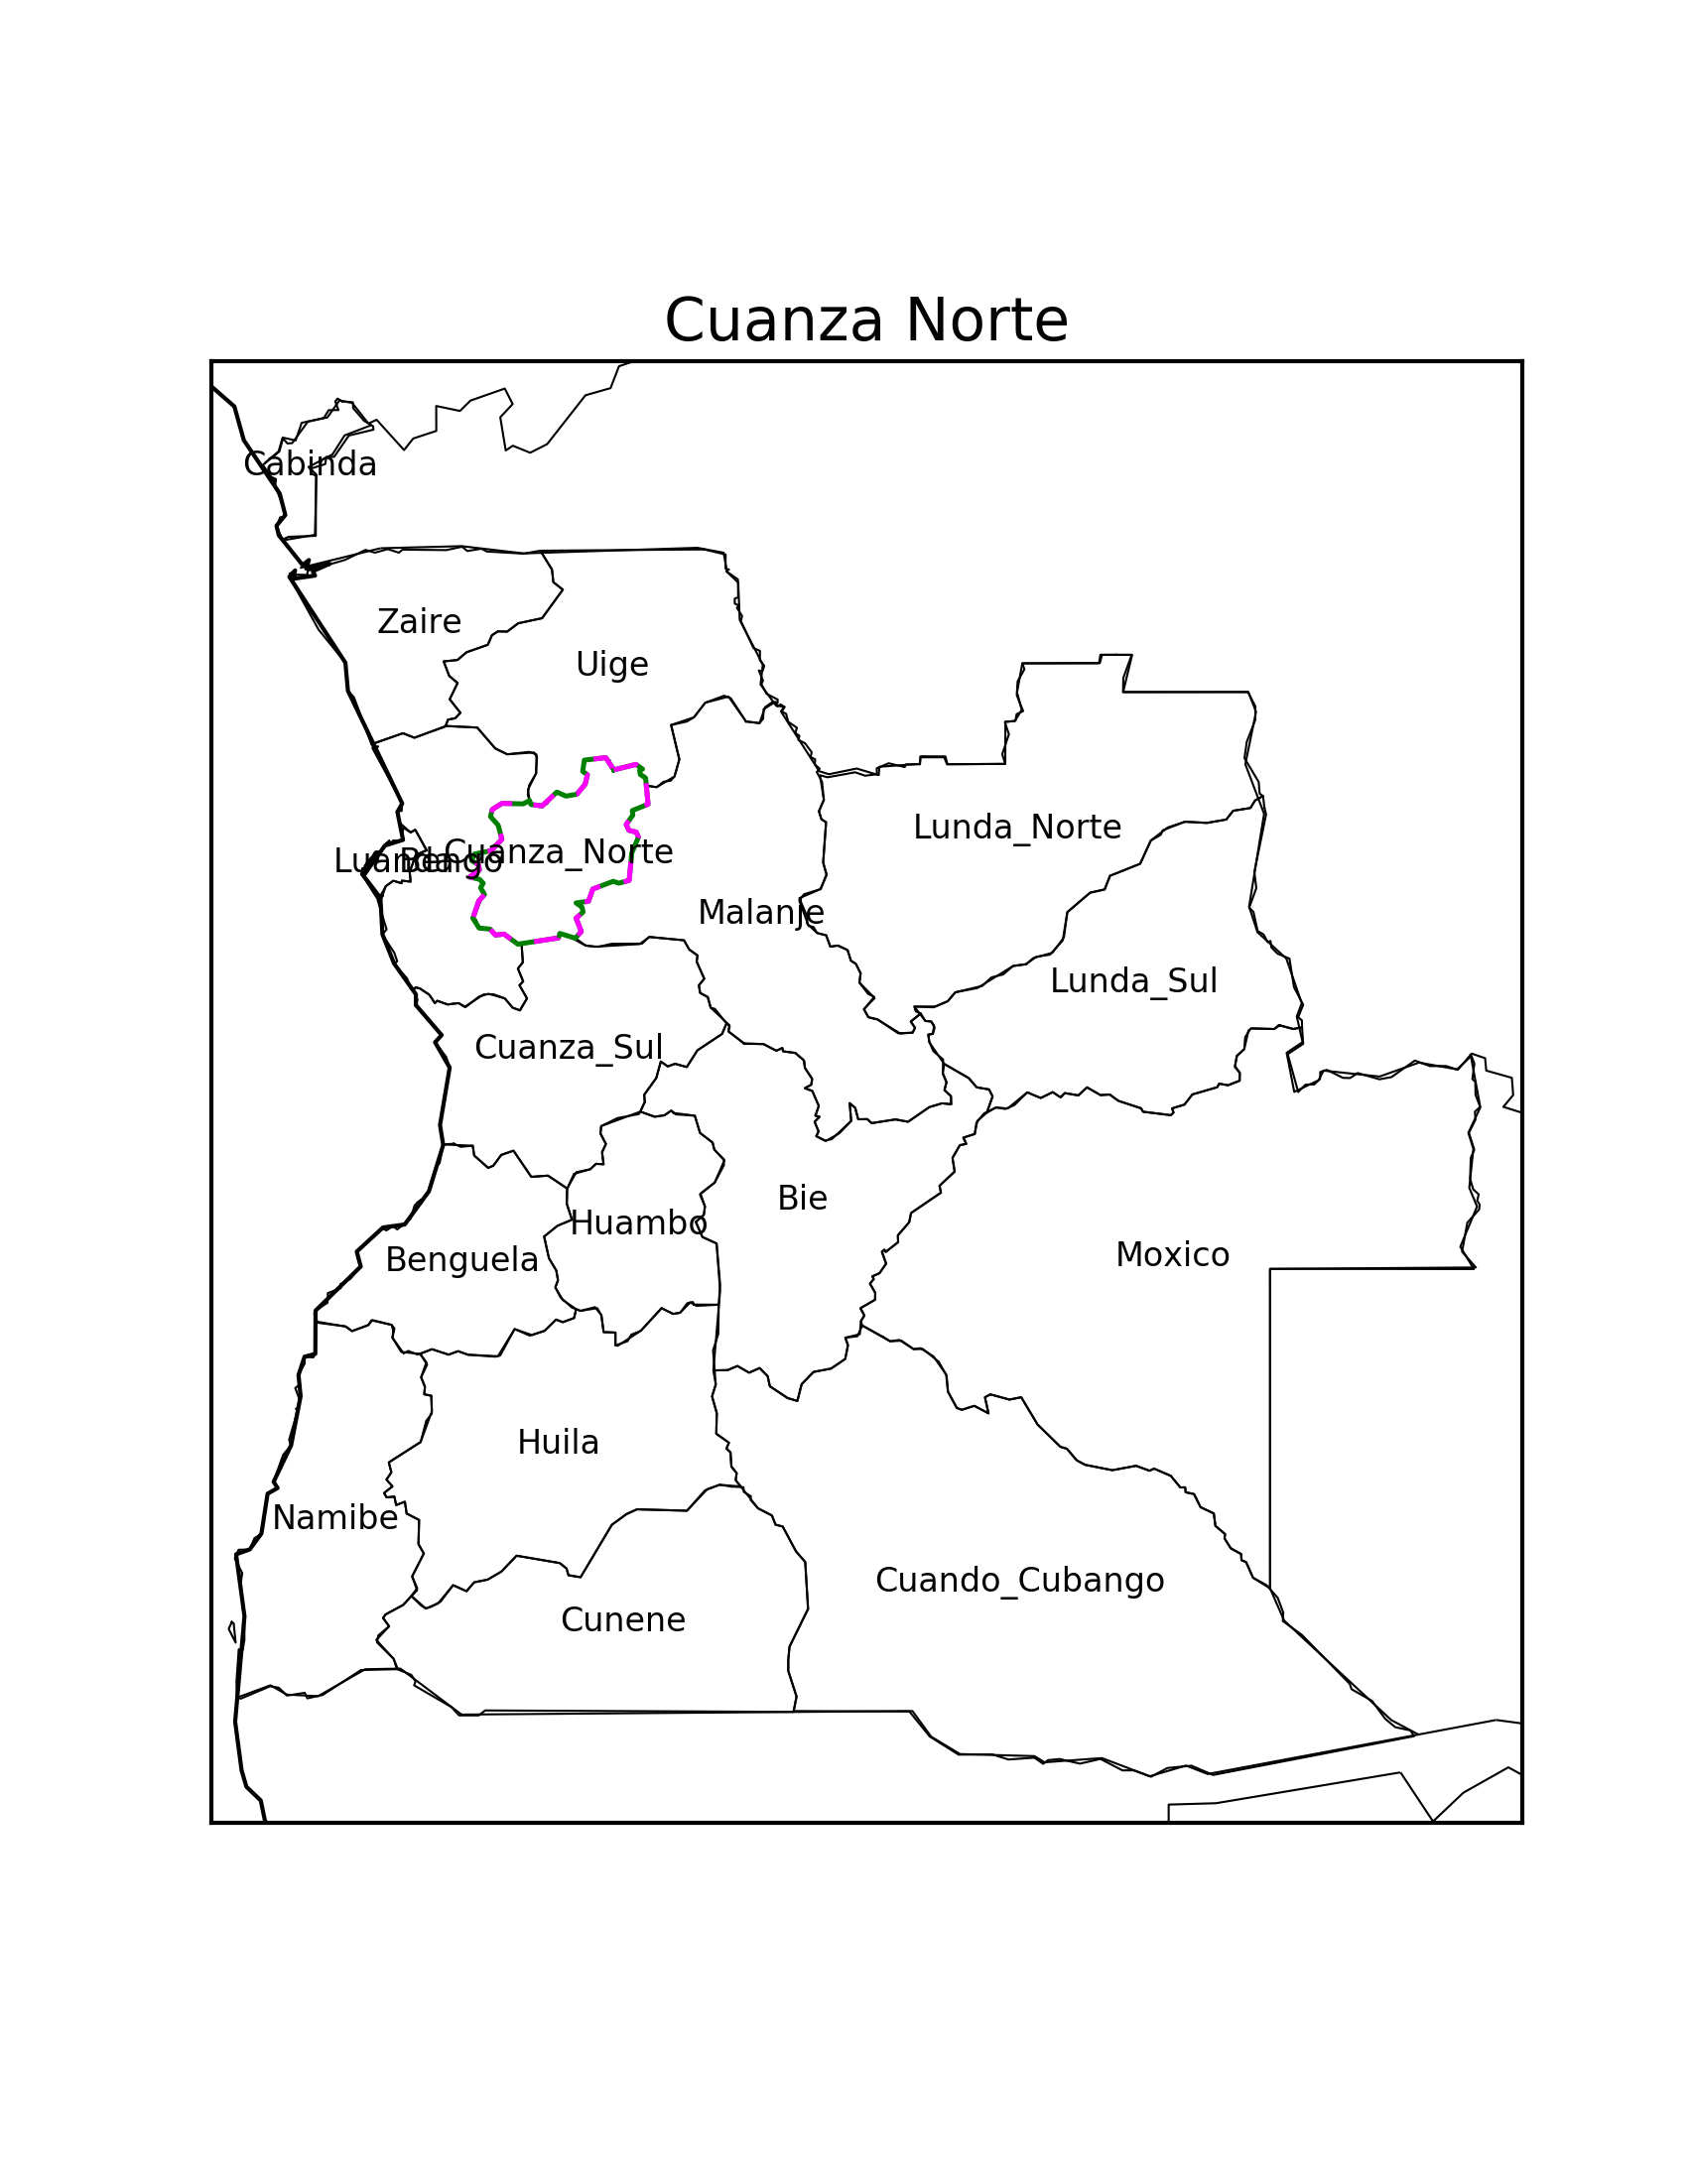 Cuanza Norte
Cabinda
Zaire
Uige
Lunda_Norte
Luanda
Bengo
Cuanza_Norte
Malanje
Lunda_Sul
Cuanza_Sul
Bie
Huambo
Benguela
Moxico
Huila
Namibe
Cuando_Cubango
Cunene